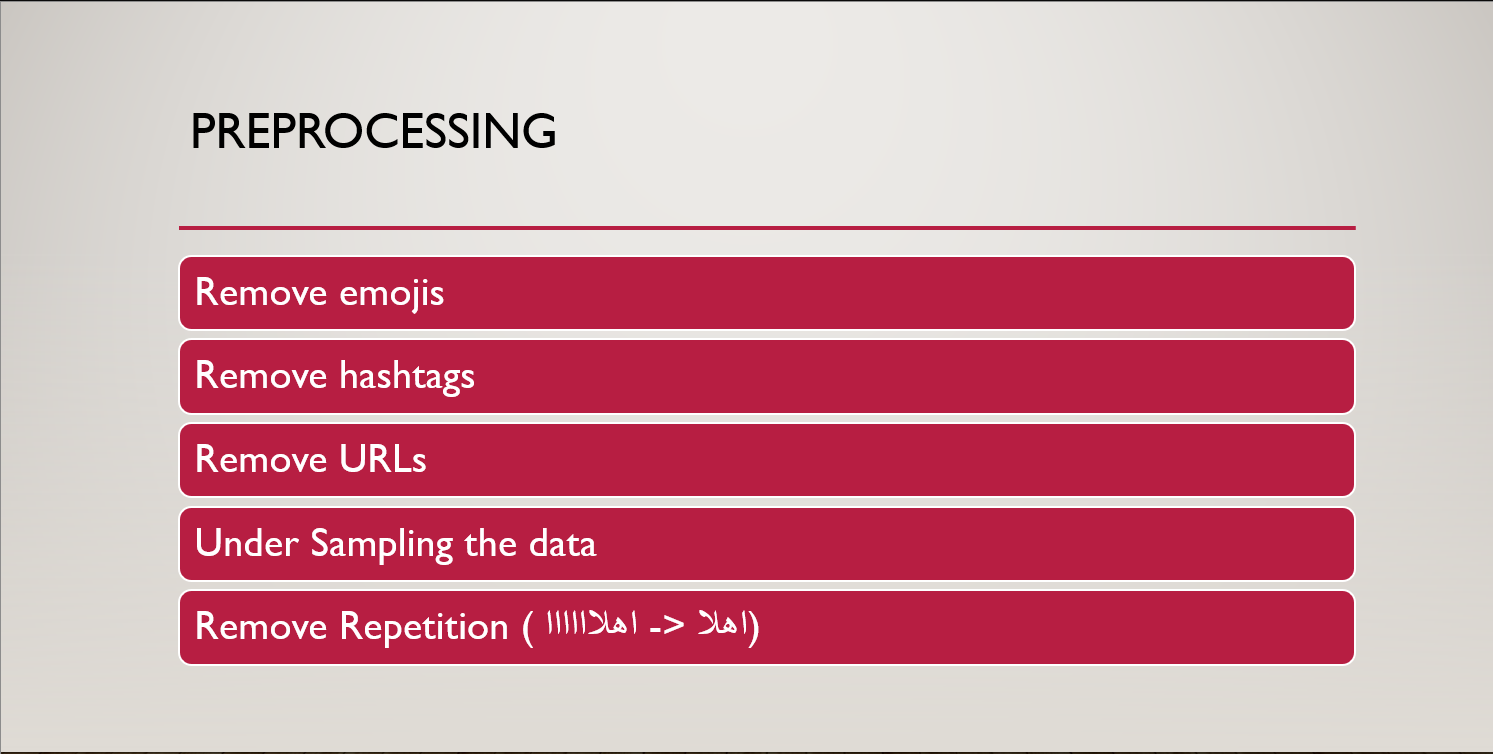 PREPROCESSING
Remove emojis
Remove hashtags
Remove URLs
Under Sampling the data
Remove Repetition ( اهلاااااا -> اهلا)